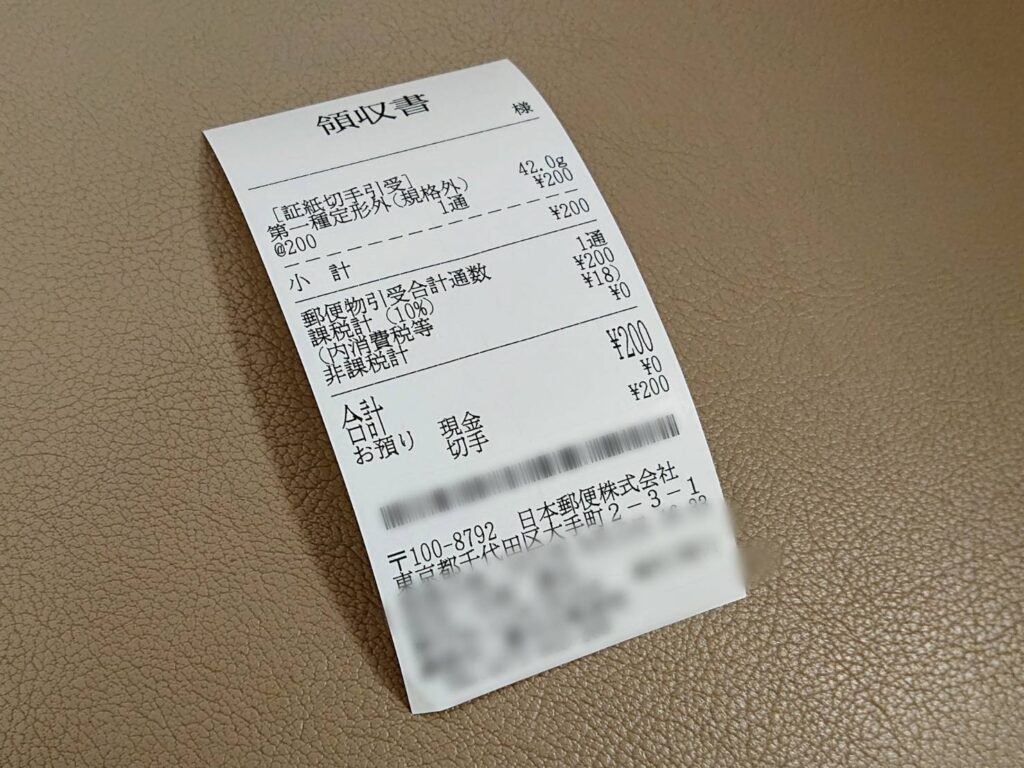 領収書
様
[証紙切手引受]
第一種定形外(規格外) 42.0g
@200 1通 ¥200
小 計 ¥200
郵便物引受合計通数 1通
課税計(10%) ¥200
(内消費税等 ¥18)
非課税計 ¥0
合計 ¥200
お預り 現金 ¥0
切手 ¥200
〒100-8792 日本郵便株式会社
東京都千代田区大手町2-3-1